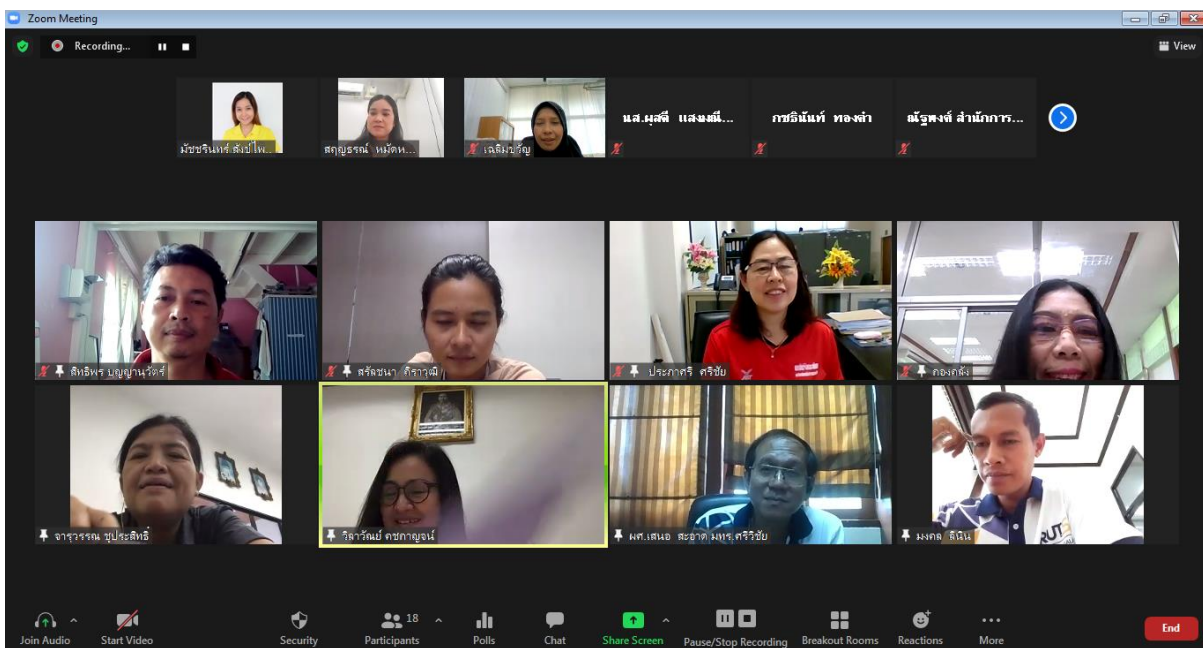 Zoom Meeting
Recording...
View
มัชชรินทร์ สังข์ไพ...
สกุญธรณ์ หมัดห...
เฉลิมขวัญ
นส.ผุสดี แสงมณี...
กชธินันท์ ทองคำ
ณัฐพงศ์ สำนักการ...
สิทธิพร บุญญานุวัตร์
สรัลชนา ถิราวุฒิ
ประภาศรี ศรีชัย
กองคลัง
จารุวรรณ ชูประสิทธิ์
วิลาวัณย์ คชกาญจน์
ผศ.เสนอ สะอาด มทร.ศรีวิชัย
มงคล
RUT
Join Audio
Start Video
Security
18
Participants
Polls
Chat
Share Screen
Pause/Stop Recording
Breakout Rooms
Reactions
More
End